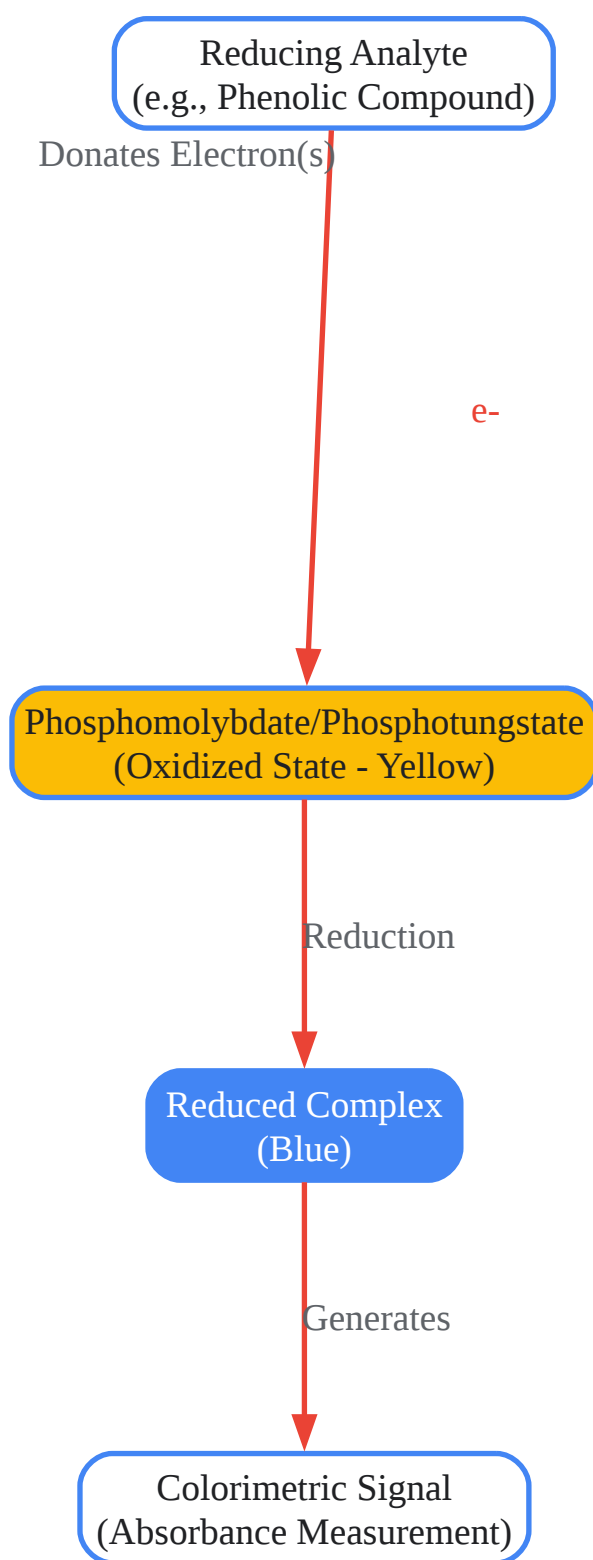 Reducing Analyte
(e.g., Phenolic Compound)
Donates Electron(s)
e-
Phosphomolybdate/Phosphotungstate
(Oxidized State - Yellow)
Reduction
Reduced Complex
(Blue)
Generates
Colorimetric Signal
(Absorbance Measurement)